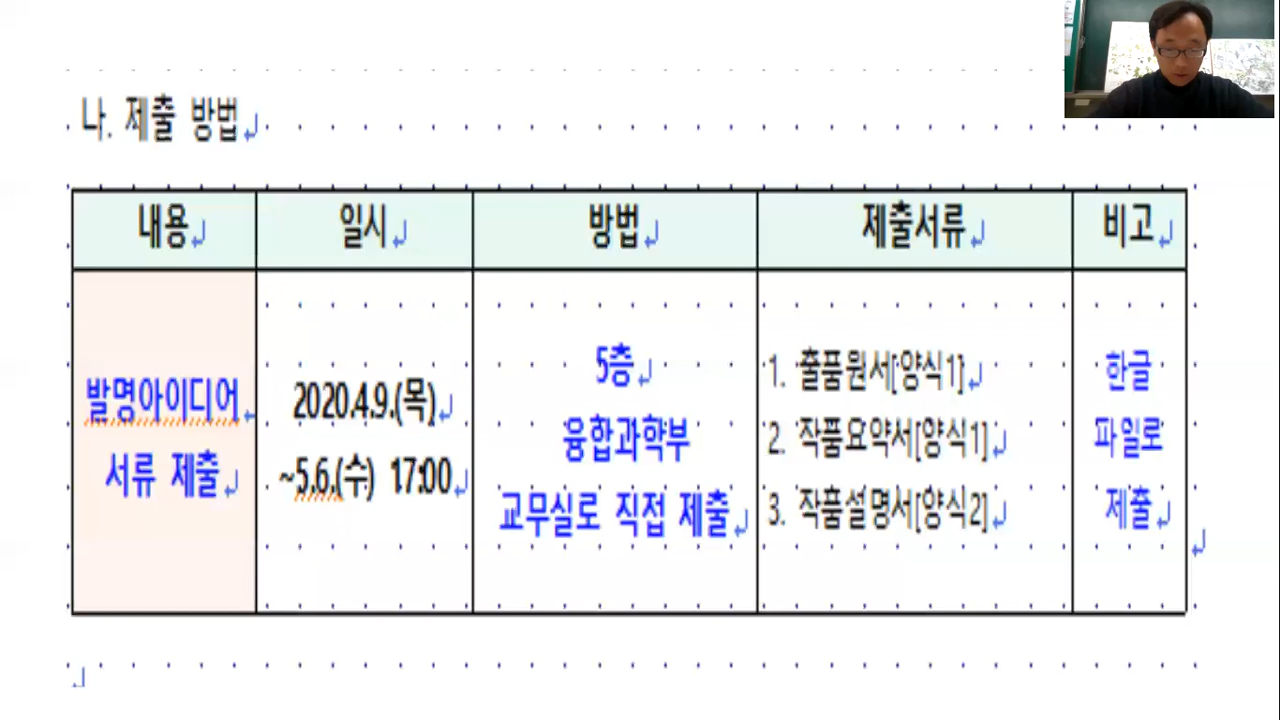 나. 제출 방법
내용 일시 방법 제출서류 비고
발명아이디어
서류 제출
2020.4.9.(목)
~5.6.(수) 17:00
5층
융합과학부
교무실로 직접 제출
1. 출품원서[양식1]
2. 작품요약서[양식1]
3. 작품설명서[양식2]
한글
파일로
제출